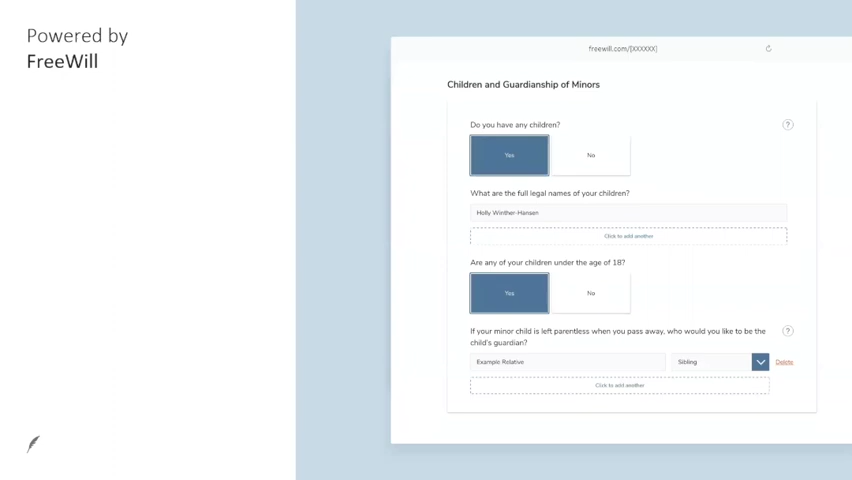 Powered by
FreeWill
freewill.com/[XXXXXX]
Children and Guardianship of Minors
Do you have any children?
?
Yes
No
What are the full legal names of your children?
Holly Winther-Hansen
Click to add another
Are any of your children under the age of 18?
Yes
No
If your minor child is left parentless when you pass away, who would you like to be the
child's guardian?
?
Example Relative
Sibling
Delete
Click to add another